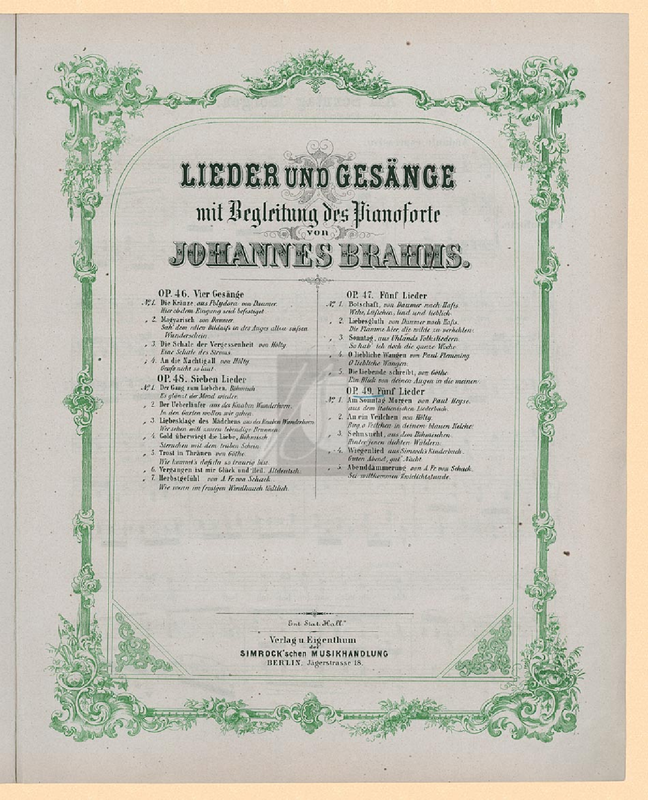 LIEDER UND GESÄNGE
mit Begleitung des Pianoforte
von
JOHANNES BRAHMS.
OP. 46. Vier Gesänge
No. 1. Die Kränze aus Polydora von Daumer
Hier ob dem Eingang seid befestiget
2. Magyarisch von Daumer
Sah' dem edlen Bildniss in des Auges allzu süssen
Wunderschein
3. Die Schale der Vergessenheit von Hölty
Eine Schale des Stroms
4. An die Nachtigall von Hölty
Geuss nicht so laut
OP. 48. Sieben Lieder
No. 1. Der Gang zum Liebchen, Böhmisch
Es glänzt der Mond nieder
2. Der Ueberläufer aus des Knaben Wunderhorn
In den Garten wollen wir gehen
3. Liebesklage des Mädchens aus des Knaben Wunderhorn
Wer sehen will zween lebendige Brunnen
4. Gold überwiegt die Liebe, Böhmisch
Sternchen mit dem trüben Schein
5. Trost in Thränen von Göthe
Wie kommt's dass du so traurig bist
6. Vergangen ist mir Glück und Heil, Altdeutsch.
7. Herbstgefühl von A. Fr. von Schack
Wie wenn im frostgen Windhauch tödtlich
OP. 47. Fünf Lieder
No. 1. Botschaft, von Daumer nach Hafis
Wehe, Lüftchen, lind und lieblich
2. Liebesgluth von Daumer nach Hafis
Die Flamme hier, die wilde zu verhehlen
3. Sonntag, aus Uhlands Volksliedern
So hab' ich doch die ganze Woche
4. O liebliche Wangen von Paul Flemming
O liebliche Wangen
5. Die liebende schreibt, von Göthe
Ein Blick von deinen Augen in die meinen
OP. 49. Fünf Lieder
No. 1. Am Sonntag Morgen von Paul Heyse,
aus dem Italienischen Liederbuch.
2. An ein Veilchen von Hölty
Birg o Veilchen in deinem blauen Kelche
3. Sehnsucht, aus dem Böhmischen
Hinter jenen dichten Wäldern
4. Wiegenlied aus Simrock's Kinderbuch
Guten Abend, gut' Nacht
5. Abenddämmerung von A. Fr. von Schack
Sei willkommen Zwielichtstunde.
Ent. Stat. Hall.
Verlag u. Eigenthum
der
SIMROCK'schen MUSIKHANDLUNG
BERLIN, Jägerstrasse 18.